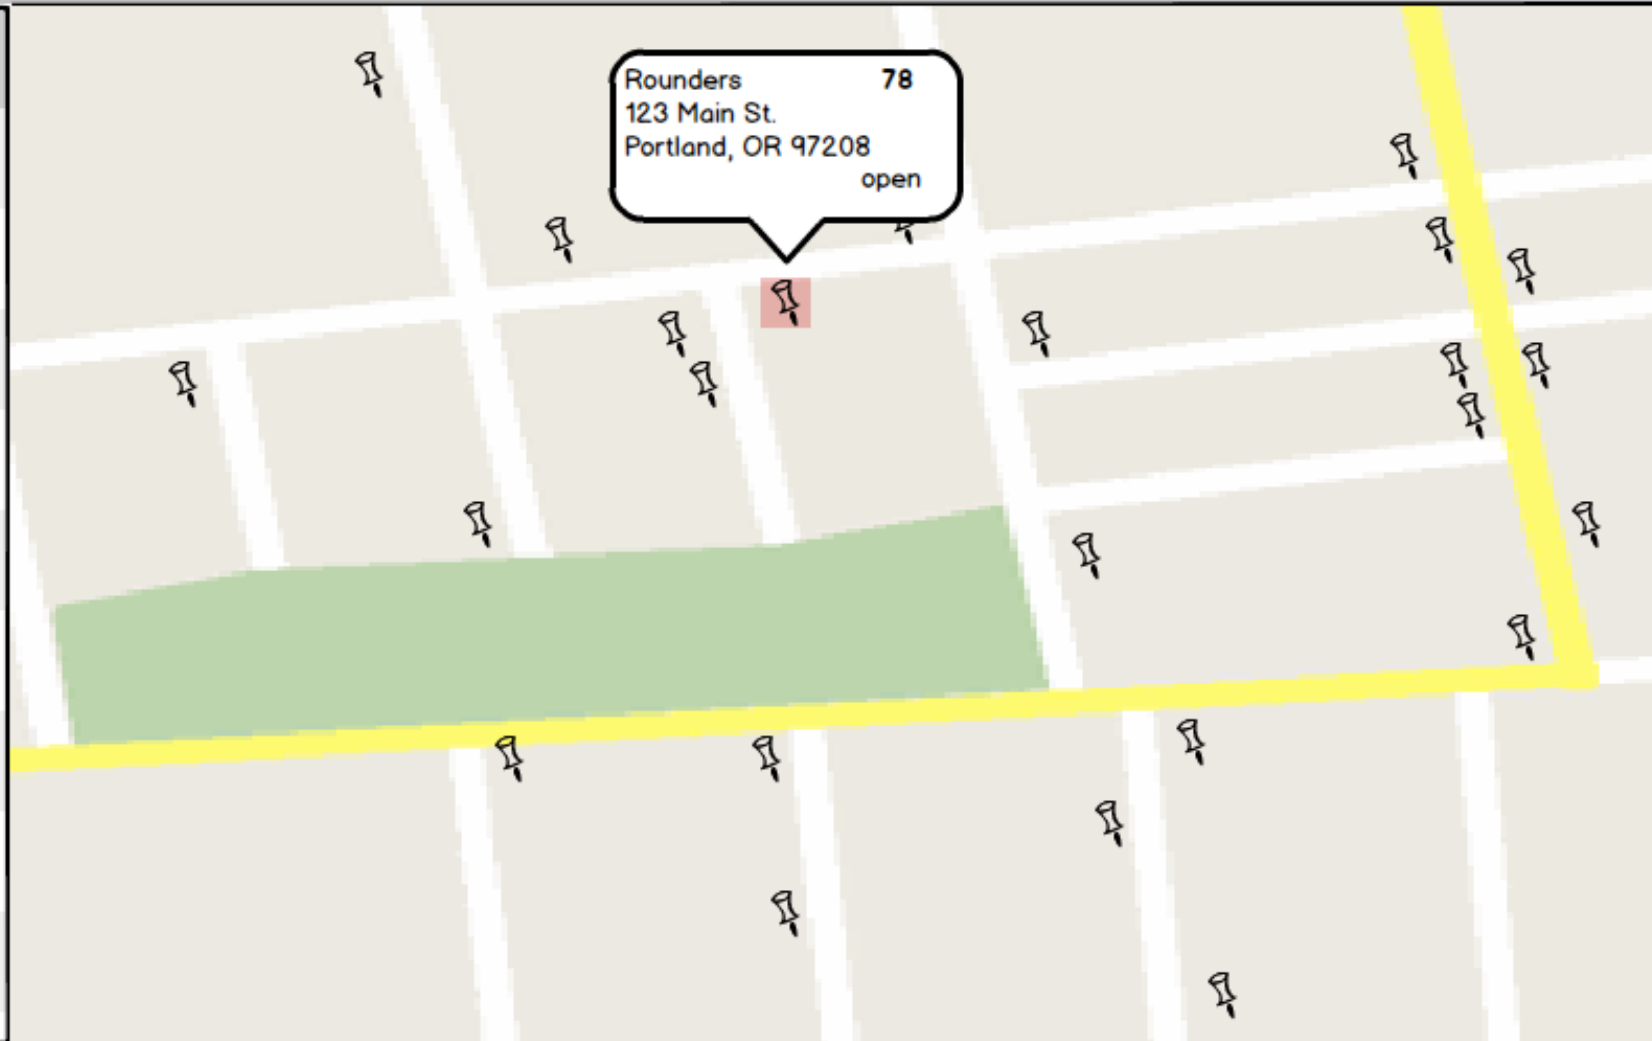 Rounders 78
123 Main St.
Portland, OR 97208
open